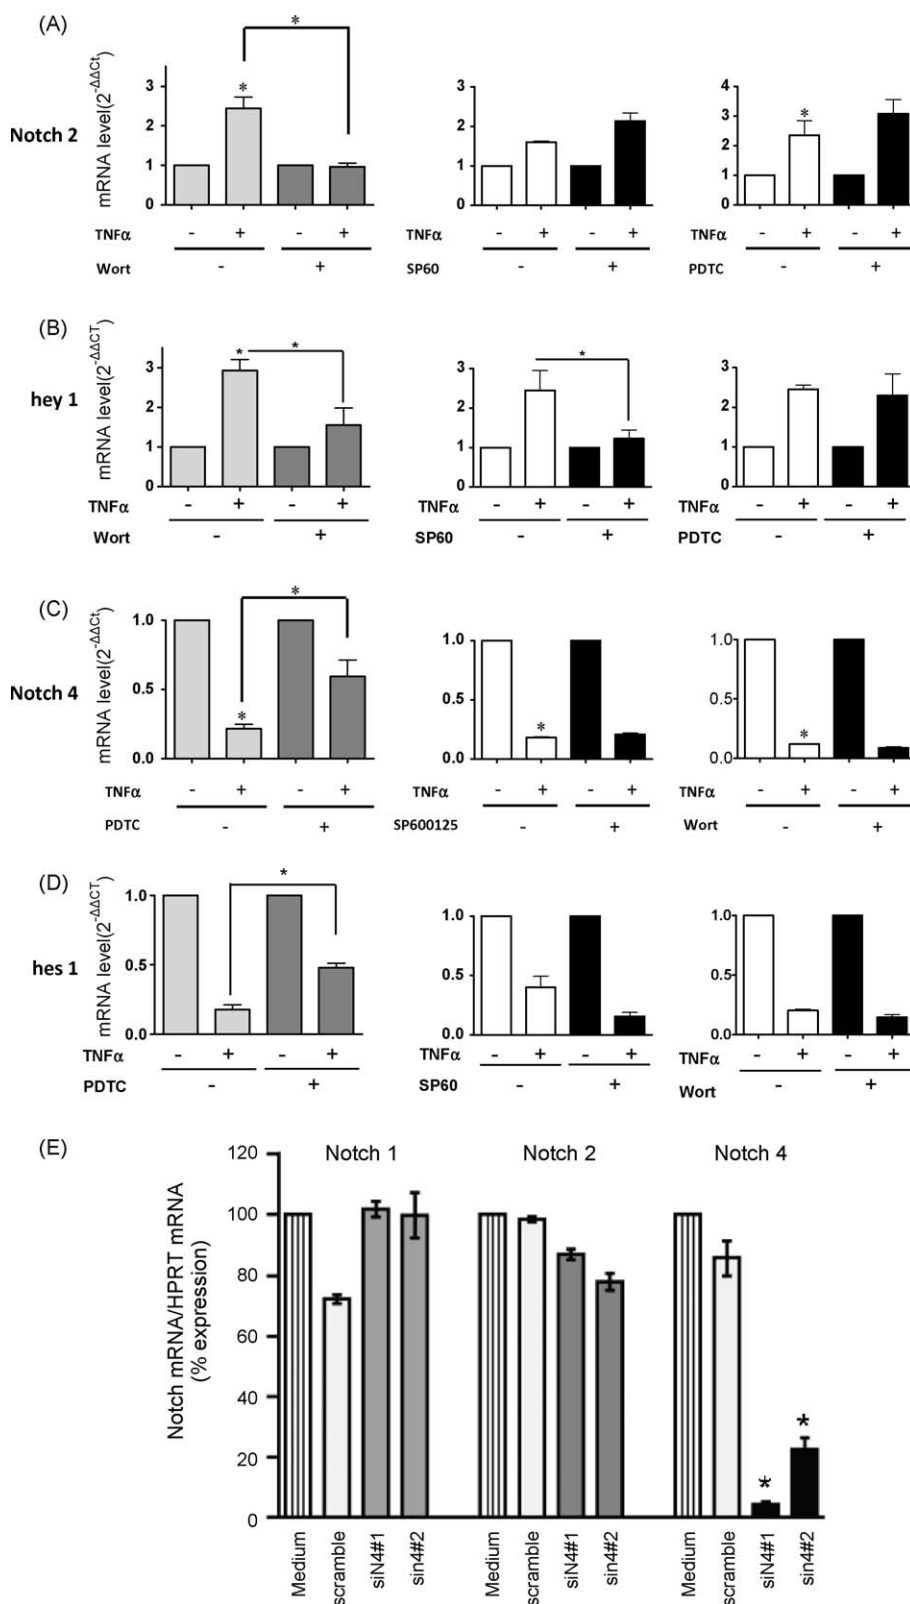 (A)
Notch 2
mRNA level(2^-ΔΔCt)
3
2
1
0
*
*
TNFα - + - +
Wort - +
3
2
1
0
TNFα - + - +
SP60 - +
4
3
2
1
0
*
TNFα - + - +
PDTC - +
(B)
hey 1
mRNA level(2^-ΔΔCT)
3
2
1
0
*
*
TNFα - + - +
Wort - +
3
2
1
0
*
TNFα - + - +
SP60 - +
3
2
1
0
TNFα - + - +
PDTC - +
(C)
Notch 4
mRNA level(2^-ΔΔCt)
1.0
0.5
0.0
*
*
TNFα - + - +
PDTC - +
1.0
0.5
0.0
*
TNFα - + - +
SP600125 - +
1.0
0.5
0.0
*
TNFα - + - +
Wort - +
(D)
hes 1
mRNA level(2^-ΔΔCT)
1.0
0.5
0.0
*
TNFα - + - +
PDTC - +
1.0
0.5
0.0
TNFα - + - +
SP60 - +
1.0
0.5
0.0
TNFα - + - +
Wort - +
(E)
Notch mRNA/HPRT mRNA
(% expression)
120
100
80
60
40
20
0
Notch 1
Notch 2
Notch 4
*
*
Medium
scramble
siN4#1
sin4#2
Medium
scramble
siN4#1
sin4#2
Medium
scramble
siN4#1
sin4#2